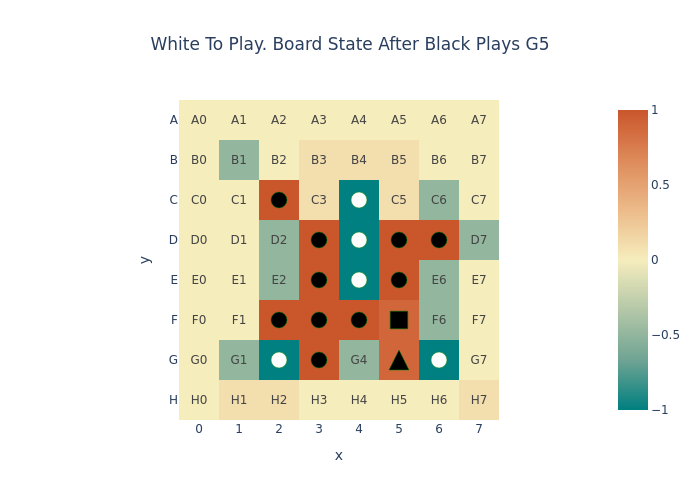 White To Play. Board State After Black Plays G5
A A0 A1 A2 A3 A4 A5 A6 A7
B B0 B1 B2 B3 B4 B5 B6 B7
C C0 C1 C3 C5 C6 C7
D D0 D1 D2 D7
E E0 E1 E2 E6 E7
F F0 F1 F6 F7
G G0 G1 G4 G7
H H0 H1 H2 H3 H4 H5 H6 H7
0 1 2 3 4 5 6 7
x
y
1
0.5
0
−0.5
−1